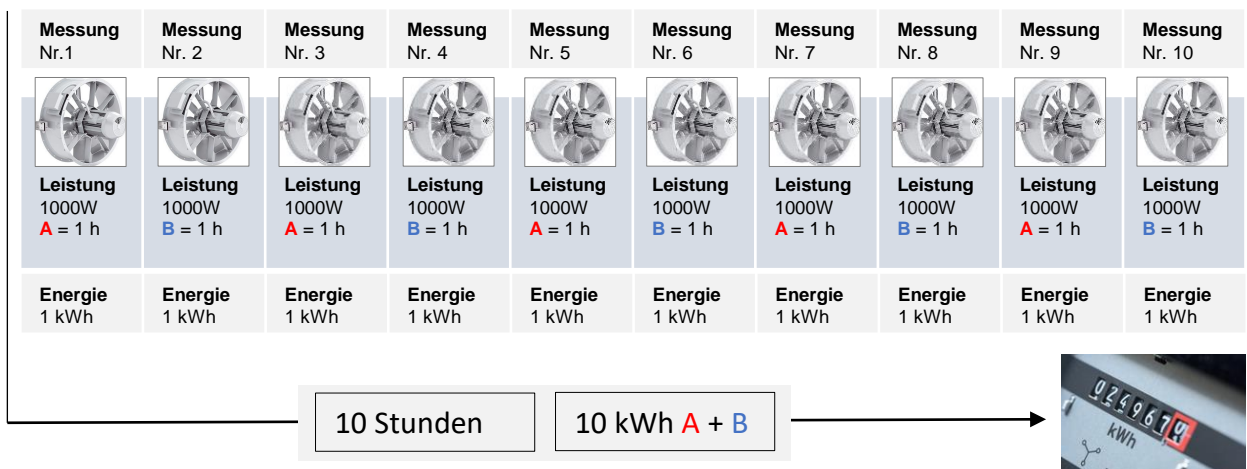 Messung Messung Messung Messung Messung Messung Messung Messung Messung Messung
Nr.1 Nr. 2 Nr. 3 Nr. 4 Nr. 5 Nr. 6 Nr. 7 Nr. 8 Nr. 9 Nr. 10
Leistung Leistung Leistung Leistung Leistung Leistung Leistung Leistung Leistung Leistung
1000W 1000W 1000W 1000W 1000W 1000W 1000W 1000W 1000W 1000W
A = 1 h B = 1 h A = 1 h B = 1 h A = 1 h B = 1 h A = 1 h B = 1 h A = 1 h B = 1 h
Energie Energie Energie Energie Energie Energie Energie Energie Energie Energie
1 kWh 1 kWh 1 kWh 1 kWh 1 kWh 1 kWh 1 kWh 1 kWh 1 kWh 1 kWh
10 Stunden 10 kWh A + B
kWh